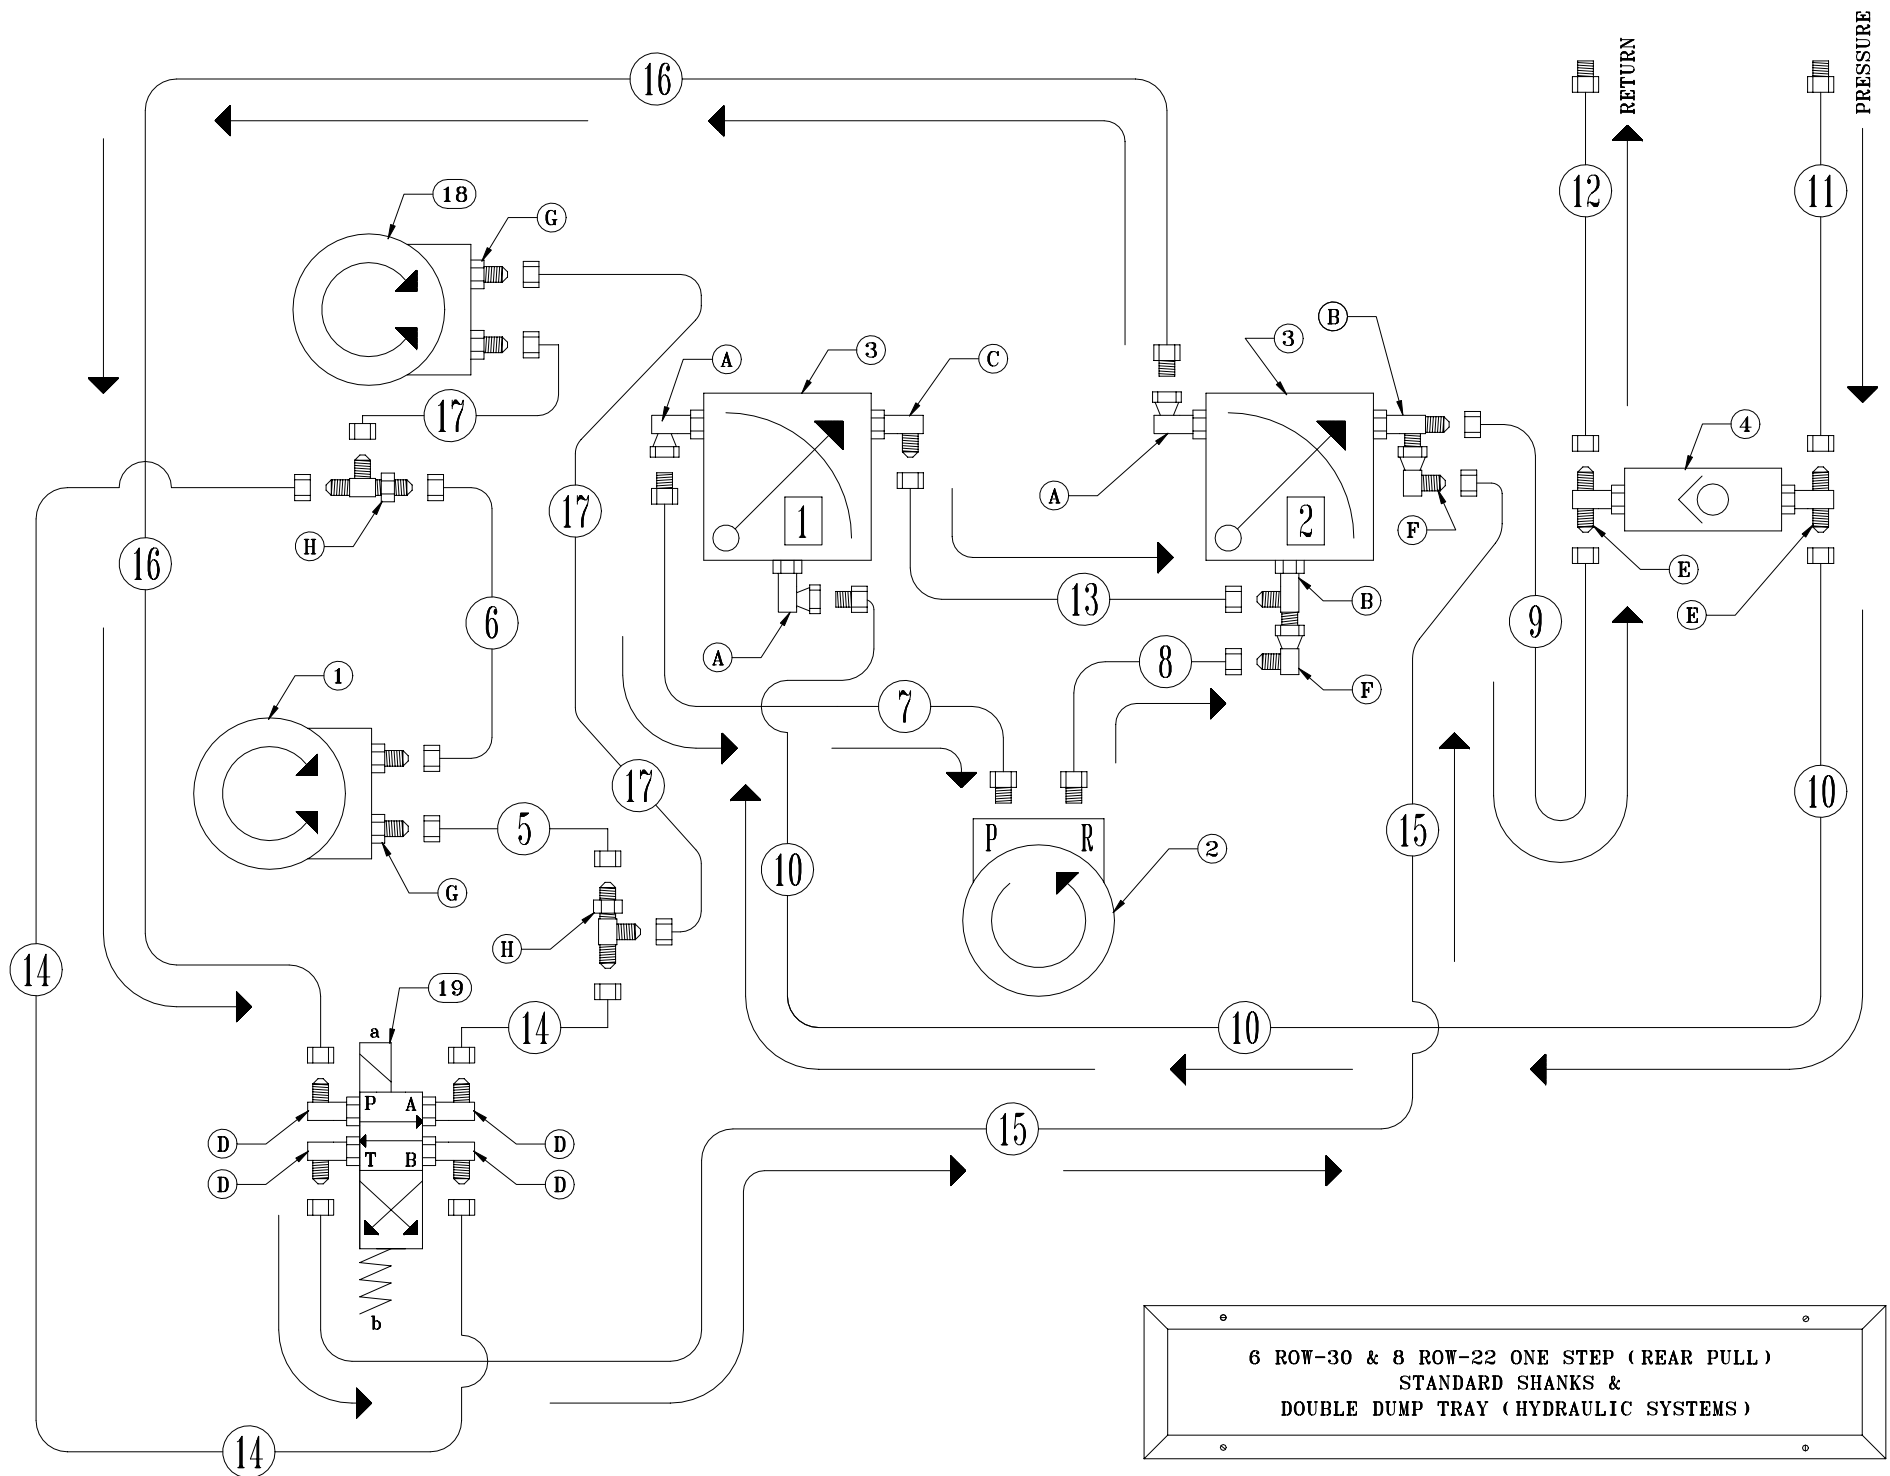 16
RETURN
PRESSURE
18
G
12
11
B
3
3
A
C
17
4
A
1
17
2
F
H
16
E
6
13
B
9
E
A
1
8
F
7
17
10
5
P R
15
2
10
G
H
14
19
14
10
a
P A
15
D
D
T B
D
D
b
6 ROW-30 & 8 ROW-22 ONE STEP (REAR PULL)
STANDARD SHANKS &
DOUBLE DUMP TRAY (HYDRAULIC SYSTEMS)
14